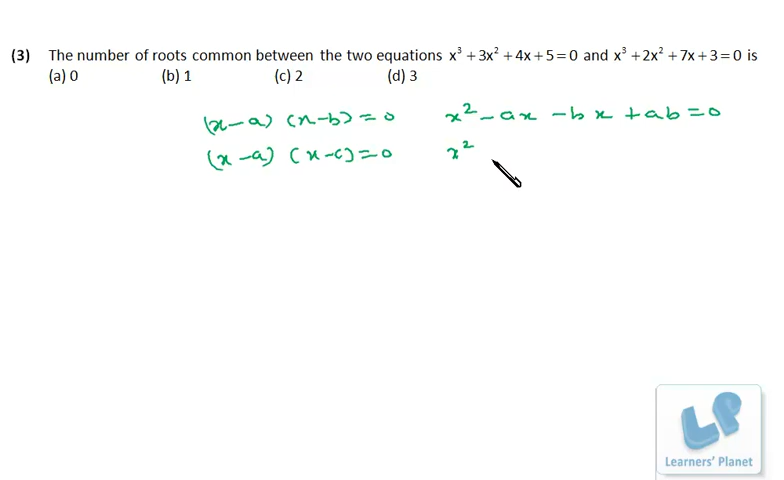 (3) The number of roots common between the two equations x³ + 3x² + 4x + 5 = 0 and x³ + 2x² + 7x + 3 = 0 is
(a) 0 (b) 1 (c) 2 (d) 3
(x-a) (x-b) = 0 x² - ax - bx + ab = 0
(x-a) (x-c) = 0 x²
LP
Learners' Planet